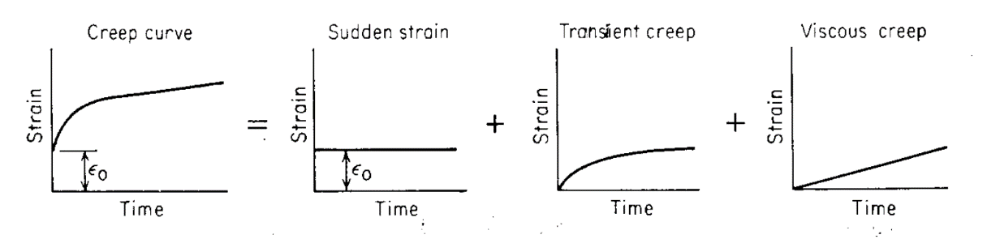 Creep curve
Sudden strain
Transient creep
Viscous creep
Strain
ϵ0
Time
=
Strain
ϵ0
Time
+
Strain
Time
+
Strain
Time